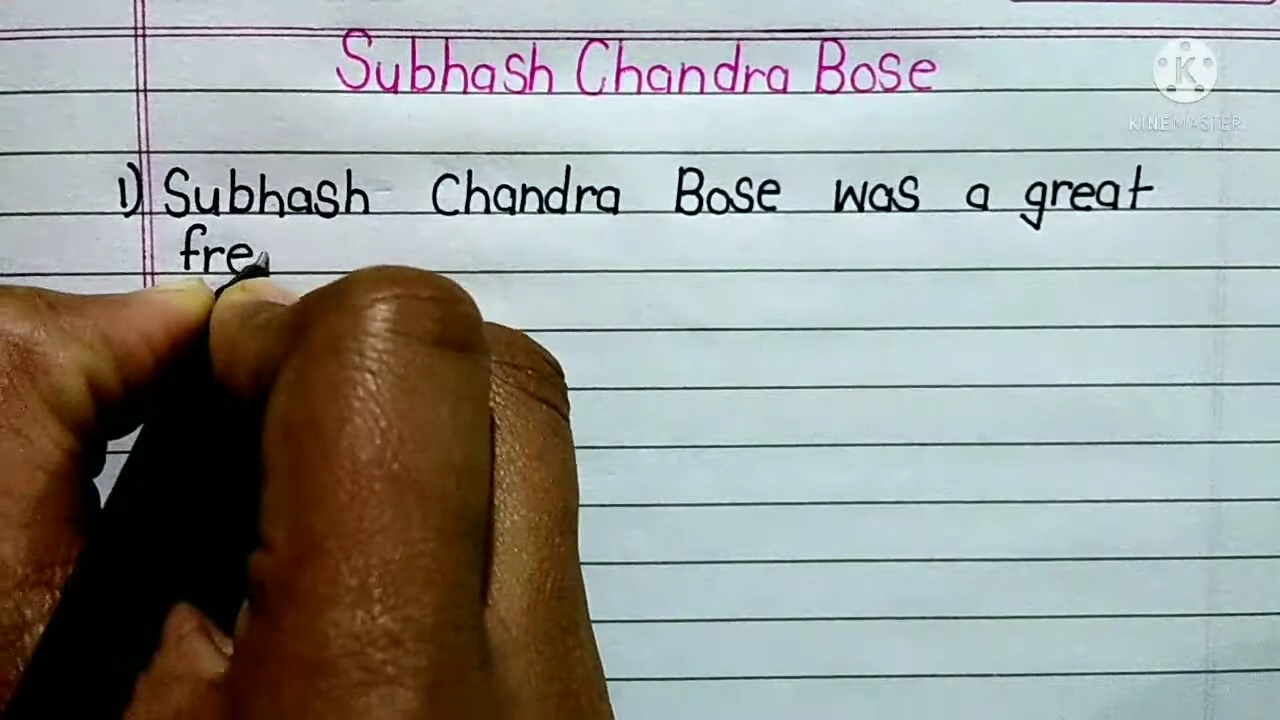 Subhash Chandra Bose
1) Subhash Chandra Bose was a great
fre
K
KINEMASTER